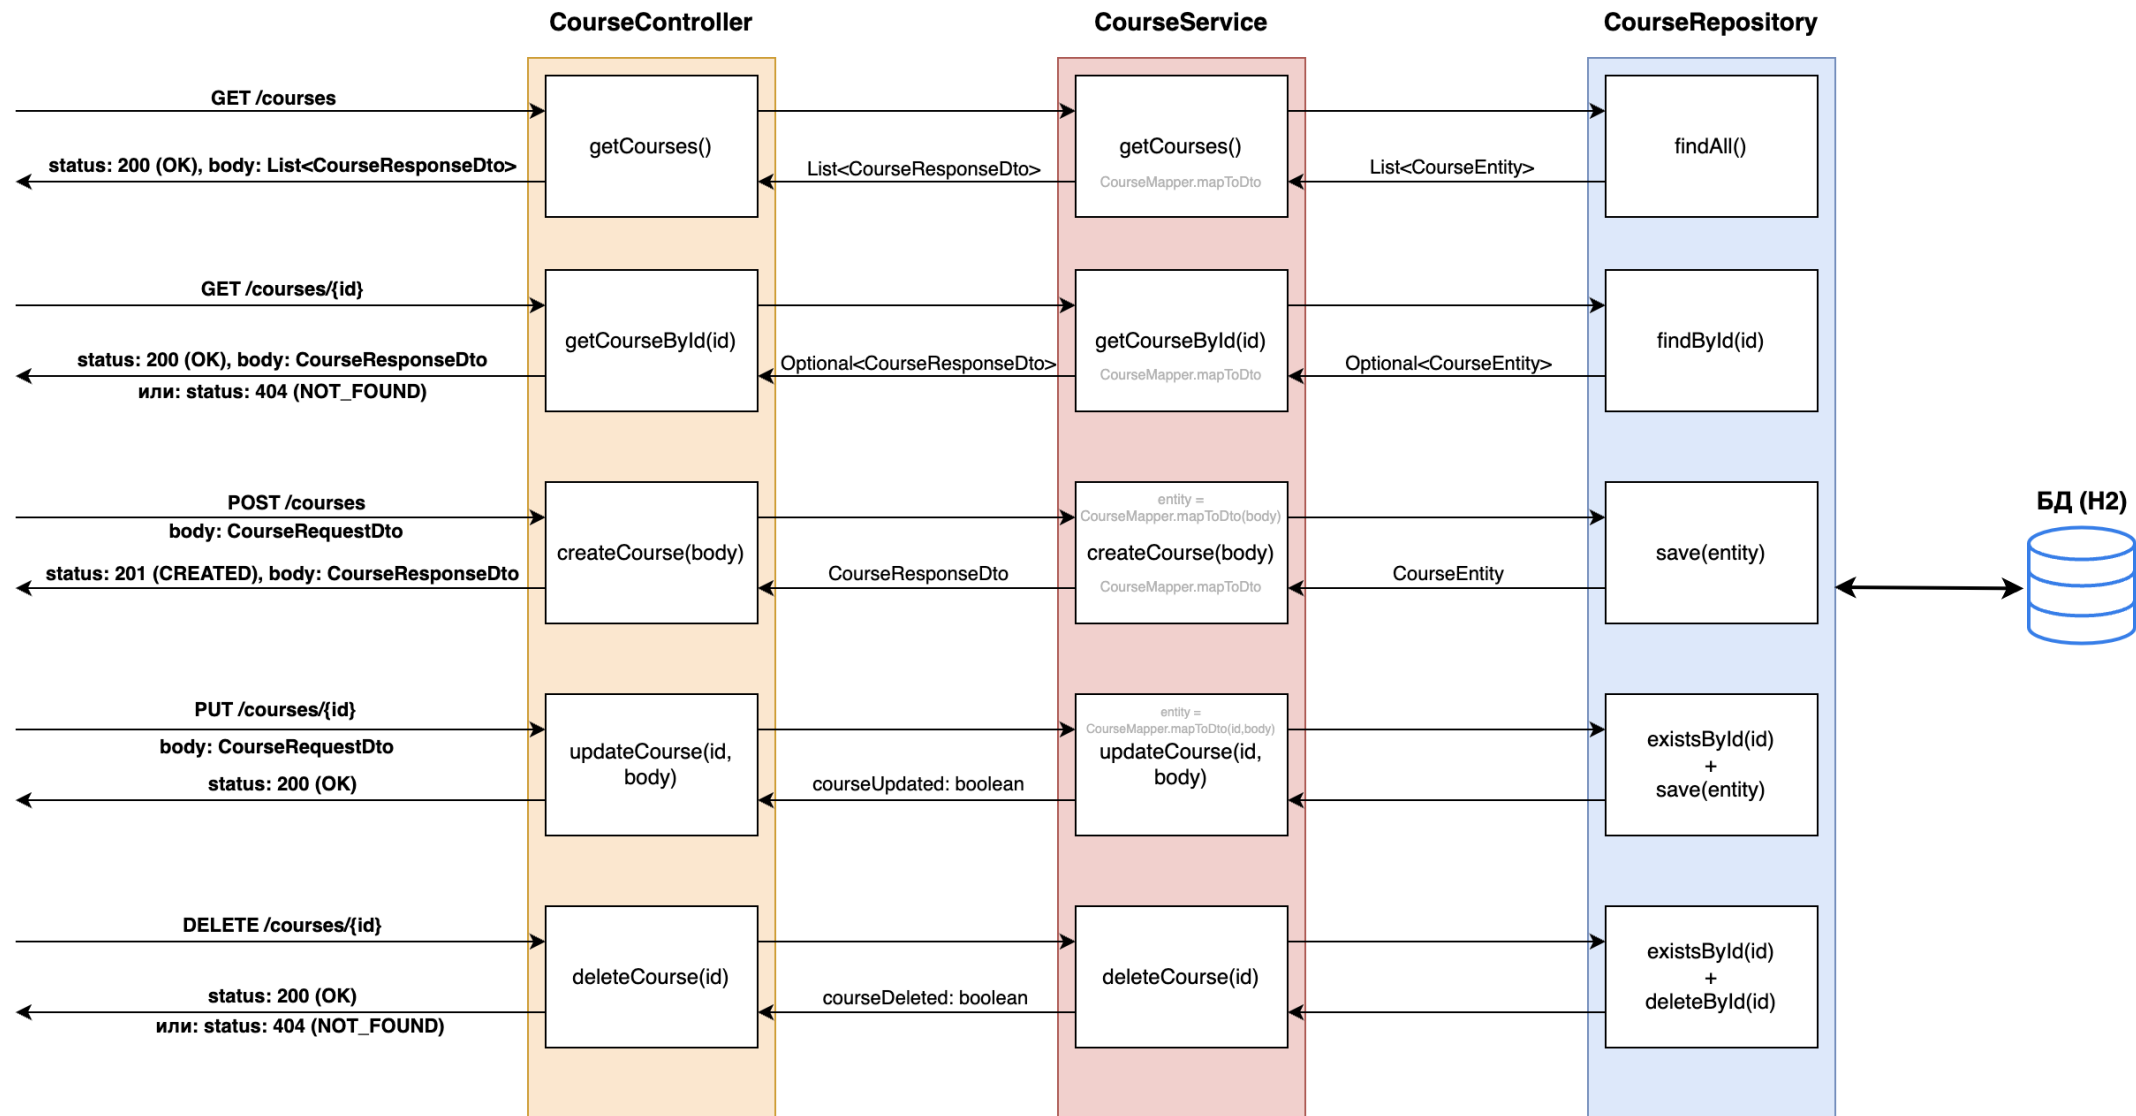 CourseController
CourseService
CourseRepository
GET /courses
status: 200 (OK), body: List<CourseResponseDto>
getCourses()
List<CourseResponseDto>
getCourses()
CourseMapper.mapToDto
List<CourseEntity>
findAll()
GET /courses/{id}
status: 200 (OK), body: CourseResponseDto
или: status: 404 (NOT_FOUND)
getCourseById(id)
Optional<CourseResponseDto>
getCourseById(id)
CourseMapper.mapToDto
Optional<CourseEntity>
findById(id)
POST /courses
body: CourseRequestDto
status: 201 (CREATED), body: CourseResponseDto
createCourse(body)
CourseResponseDto
entity =
CourseMapper.mapToDto(body)
createCourse(body)
CourseMapper.mapToDto
CourseEntity
save(entity)
БД (H2)
PUT /courses/{id}
body: CourseRequestDto
status: 200 (OK)
updateCourse(id,
body)
courseUpdated: boolean
entity =
CourseMapper.mapToDto(id,body)
updateCourse(id,
body)
existsById(id)
+
save(entity)
DELETE /courses/{id}
status: 200 (OK)
или: status: 404 (NOT_FOUND)
deleteCourse(id)
courseDeleted: boolean
deleteCourse(id)
existsById(id)
+
deleteById(id)